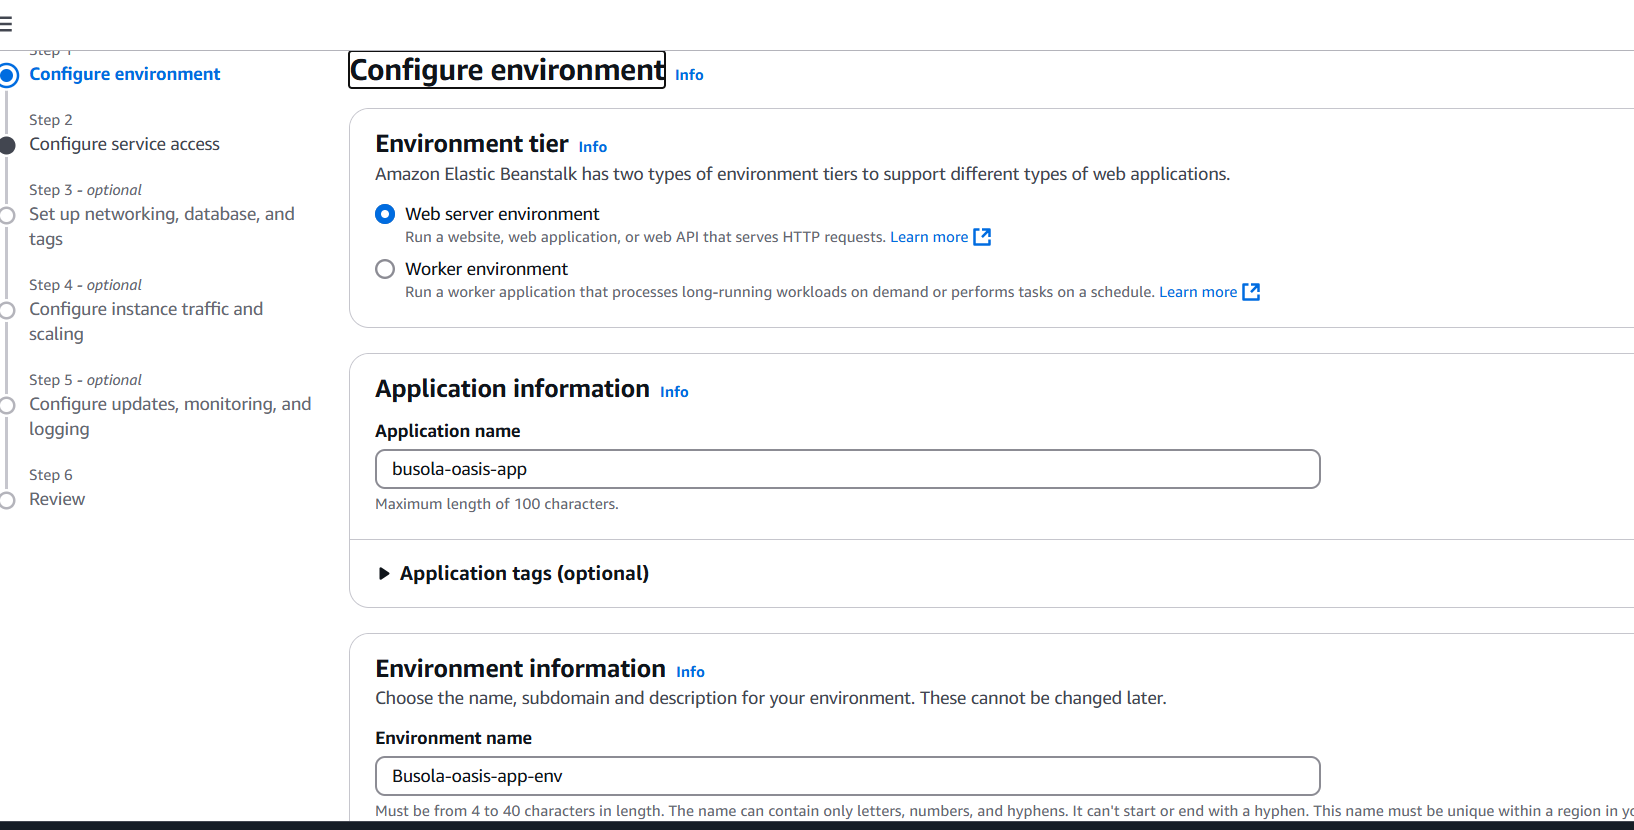 Step 1
Configure environment
Step 2
Configure service access
Step 3 - optional
Set up networking, database, and
tags
Step 4 - optional
Configure instance traffic and
scaling
Step 5 - optional
Configure updates, monitoring, and
logging
Step 6
Review
Configure environment Info
Environment tier Info
Amazon Elastic Beanstalk has two types of environment tiers to support different types of web applications.
Web server environment
Run a website, web application, or web API that serves HTTP requests. Learn more
Worker environment
Run a worker application that processes long-running workloads on demand or performs tasks on a schedule. Learn more
Application information Info
Application name
busola-oasis-app
Maximum length of 100 characters.
Application tags (optional)
Environment information Info
Choose the name, subdomain and description for your environment. These cannot be changed later.
Environment name
Busola-oasis-app-env
Must be from 4 to 40 characters in length. The name can contain only letters, numbers, and hyphens. It can't start or end with a hyphen. This name must be unique within a region in